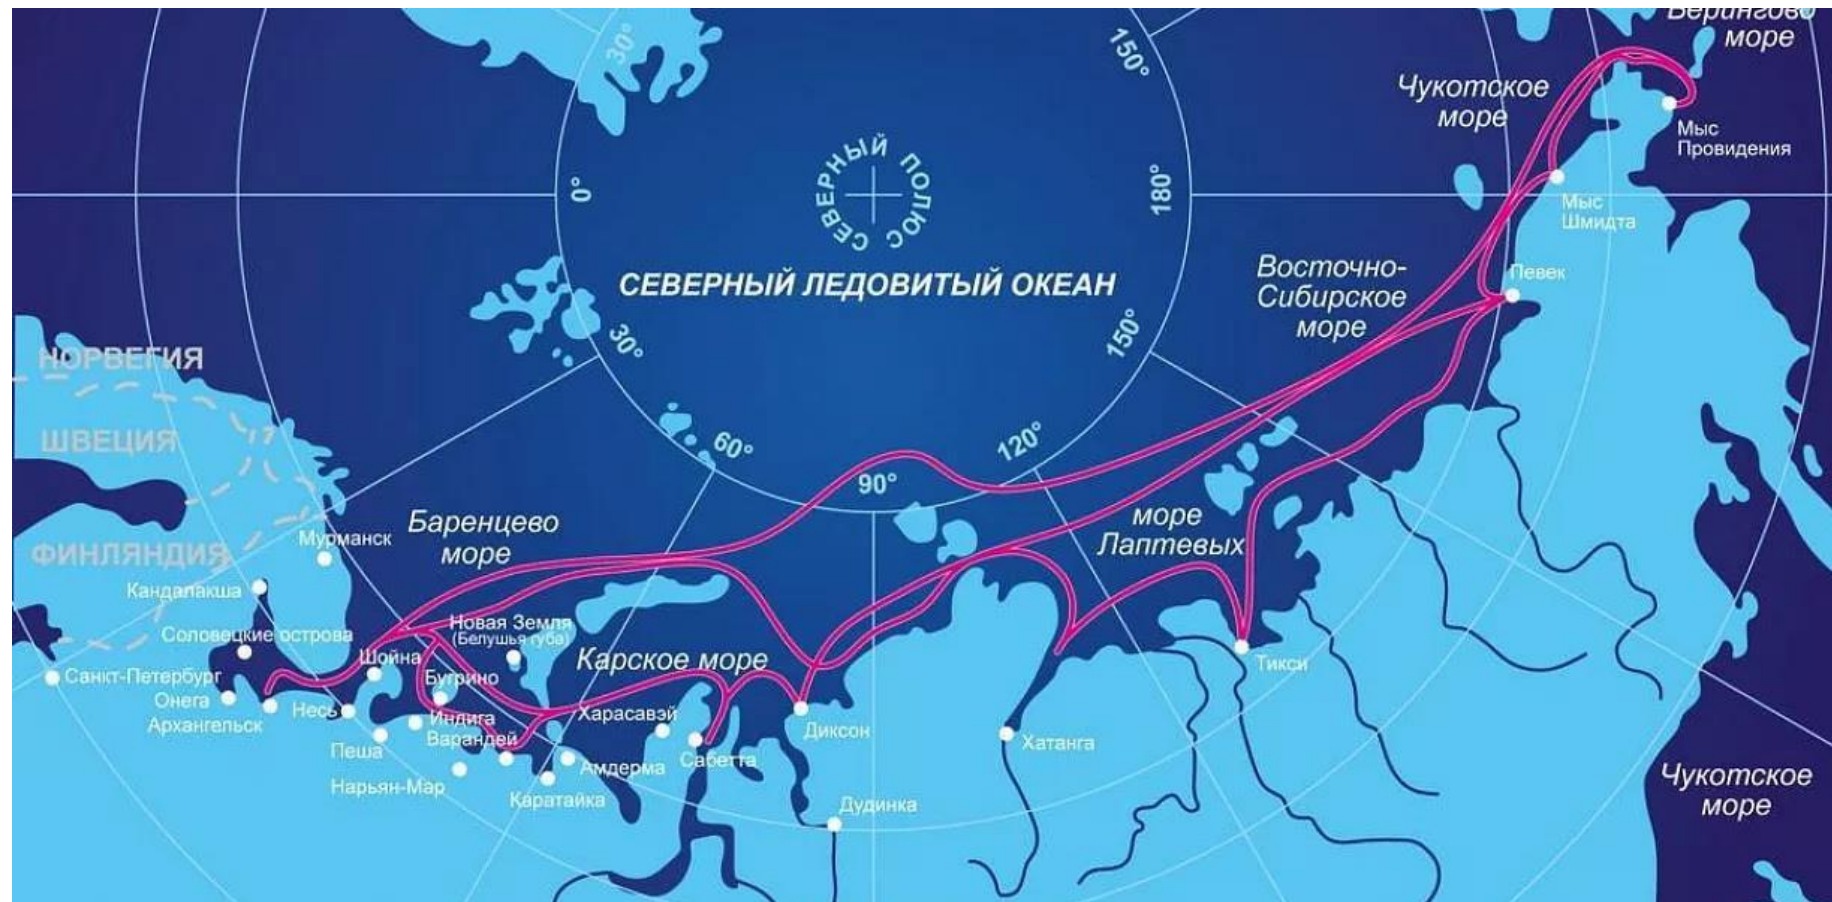 Берингово
море
30°
150°
Чукотское
море
Мыс
Провидения
СЕВЕРНЫЙ ПОЛЮС
0°
180°
Мыс
Шмидта
СЕВЕРНЫЙ ЛЕДОВИТЫЙ ОКЕАН
Восточно-
Сибирское
море
Певек
30°
150°
НОРВЕГИЯ
ШВЕЦИЯ
60°
120°
90°
Баренцево
море
море
Лаптевых
Мурманск
ФИНЛЯНДИЯ
Кандалакша
Новая Земля
(Белушья губа)
Соловецкие острова
Шойна
Карское море
Тикси
Санкт-Петербург
Бугрино
Онега
Архангельск
Несь
Индига
Харасавэй
Варандей
Диксон
Хатанга
Пеша
Амдерма
Сабетта
Нарьян-Мар
Каратайка
Дудинка
Чукотское
море